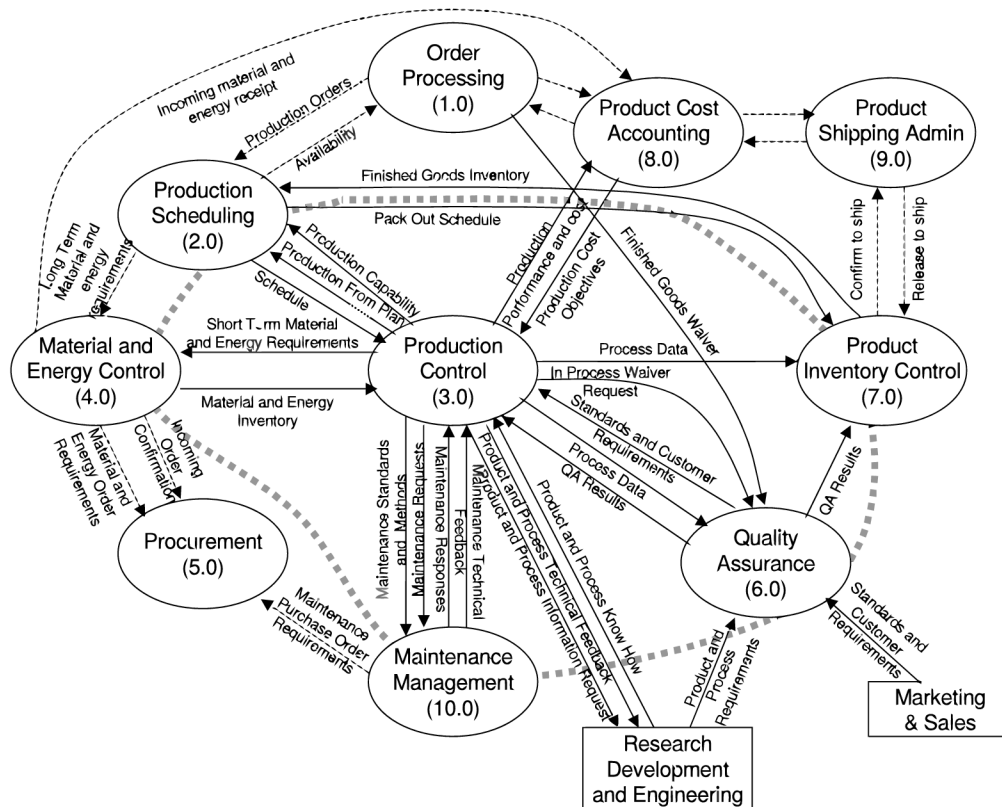 Order
Processing
(1.0)
Incoming material and
energy receipt
Production Orders
Availability
Product Cost
Accounting
(8.0)
Product
Shipping Admin
(9.0)
Production
Scheduling
(2.0)
Finished Goods Inventory
Pack Out Schedule
Long Term
Material and
energy
requirements
Production Capability
Production From Plan
Schedule
Production
Porformance and cost
Production Cost
Objectives
Finished Goods Waiver
Confirm to ship
Release to ship
Material and
Energy Control
(4.0)
Short Term Material
and Energy Requirements
Material and Energy
Inventory
Production
Control
(3.0)
Process Data
In Process Waiver
Request
Product
Inventory Control
(7.0)
Material and
Energy Order
Requirements
Incoming
Order
Confirmation
Maintenance Standards
and Methods
Maintenance Requests
Maintenance Responses
Maintenance Technical
Feedback
Product and Process Technical Feedback
Product and Process Information Request
Product and Process Know How
Standards and Customer
Requirements
Process Data
QA Results
QA Results
Procurement
(5.0)
Quality
Assurance
(6.0)
Maintenance
Purchase Order
Requirements
Maintenance
Management
(10.0)
Product and
Process
Requirements
Standards and
Customer
Requirements
Marketing
& Sales
Research
Development
and Engineering